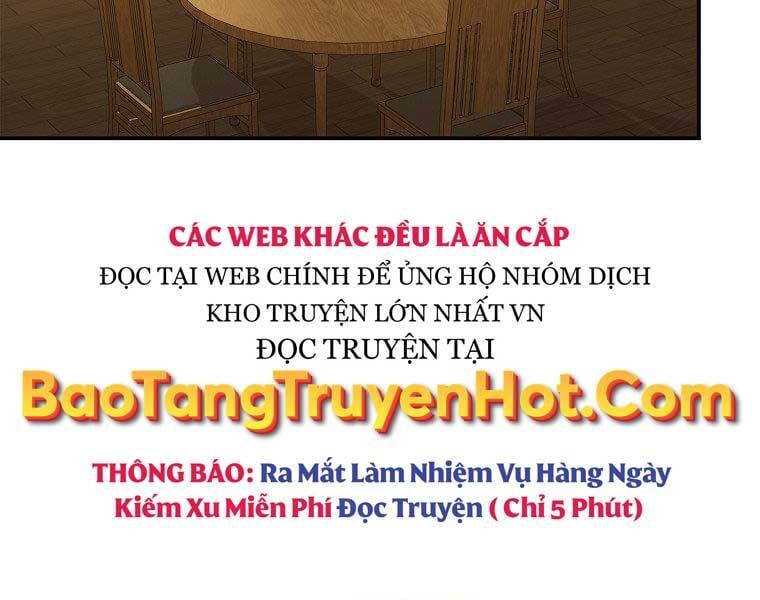 CÁC WEB KHÁC ĐỀU LÀ ĂN CẮP
ĐỌC TẠI WEB CHÍNH ĐỂ ỦNG HỘ NHÓM DỊCH
KHO TRUYỆN LỚN NHẤT VN
ĐỌC TRUYỆN TẠI
BaoTangTruyenHot.Com
THÔNG BÁO: Ra Mắt Làm Nhiệm Vụ Hàng Ngày
Kiếm Xu Miễn Phí Đọc Truyện ( Chỉ 5 Phút)